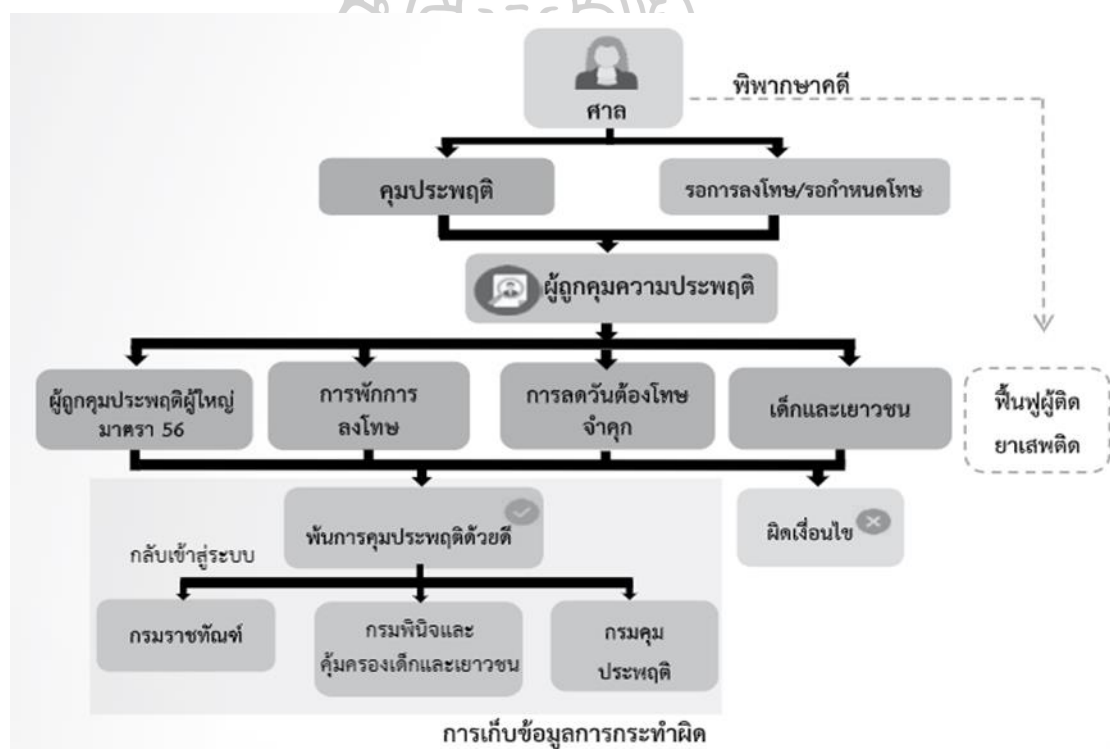 ศาล
พิพากษาคดี
คุมประพฤติ
รอการลงโทษ/รอกำหนดโทษ
ผู้ถูกคุมความประพฤติ
ผู้ถูกคุมประพฤติผู้ใหญ่
มาตรา 56
การพักการ
ลงโทษ
การลดวันต้องโทษ
จำคุก
เด็กและเยาวชน
ฟื้นฟูผู้ติด
ยาเสพติด
พ้นการคุมประพฤติด้วยดี
ผิดเงื่อนไข
กลับเข้าสู่ระบบ
กรมราชทัณฑ์
กรมพินิจและ
คุ้มครองเด็กและเยาวชน
กรมคุม
ประพฤติ
การเก็บข้อมูลการกระทำผิด